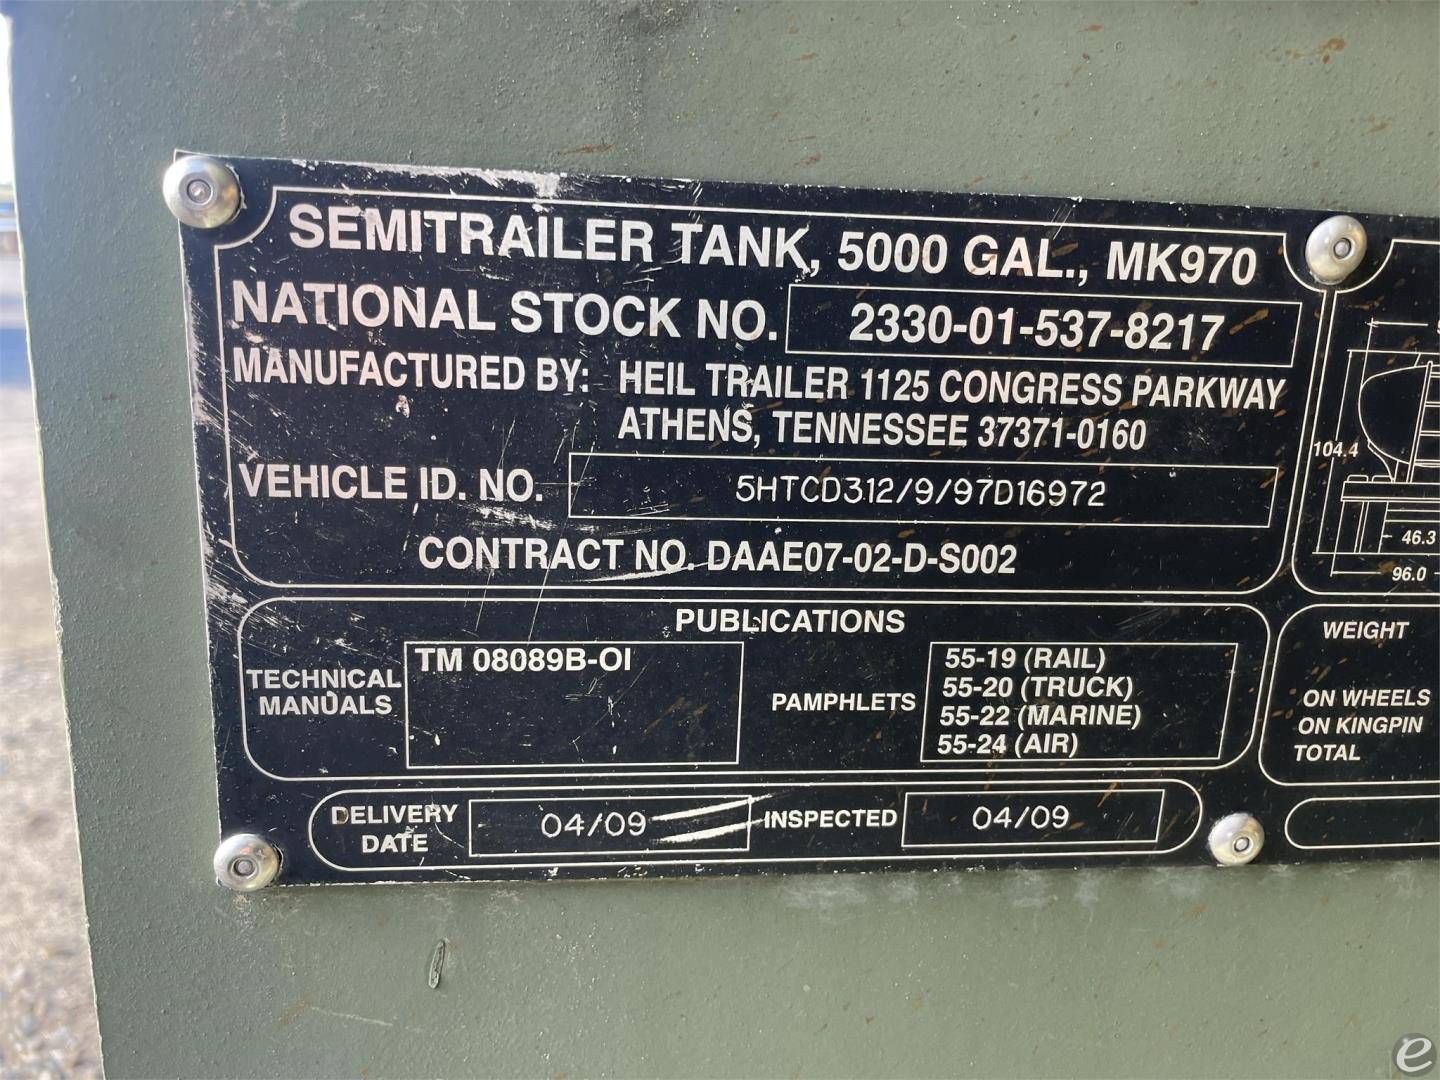 SEMITRAILER TANK, 5000 GAL., MK970
NATIONAL STOCK NO. 2330-01-537-8217
MANUFACTURED BY: HEIL TRAILER 1125 CONGRESS PARKWAY
ATHENS, TENNESSEE 37371-0160
VEHICLE ID. NO. 5HTCD312/9/97D16972
CONTRACT NO. DAAE07-02-D-S002
PUBLICATIONS
TECHNICAL MANUALS
TM 08089B-OI
PAMPHLETS
55-19 (RAIL)
55-20 (TRUCK)
55-22 (MARINE)
55-24 (AIR)
DELIVERY DATE 04/09
INSPECTED 04/09
104.4
46.3
96.0
WEIGHT
ON WHEELS
ON KINGPIN
TOTAL
e